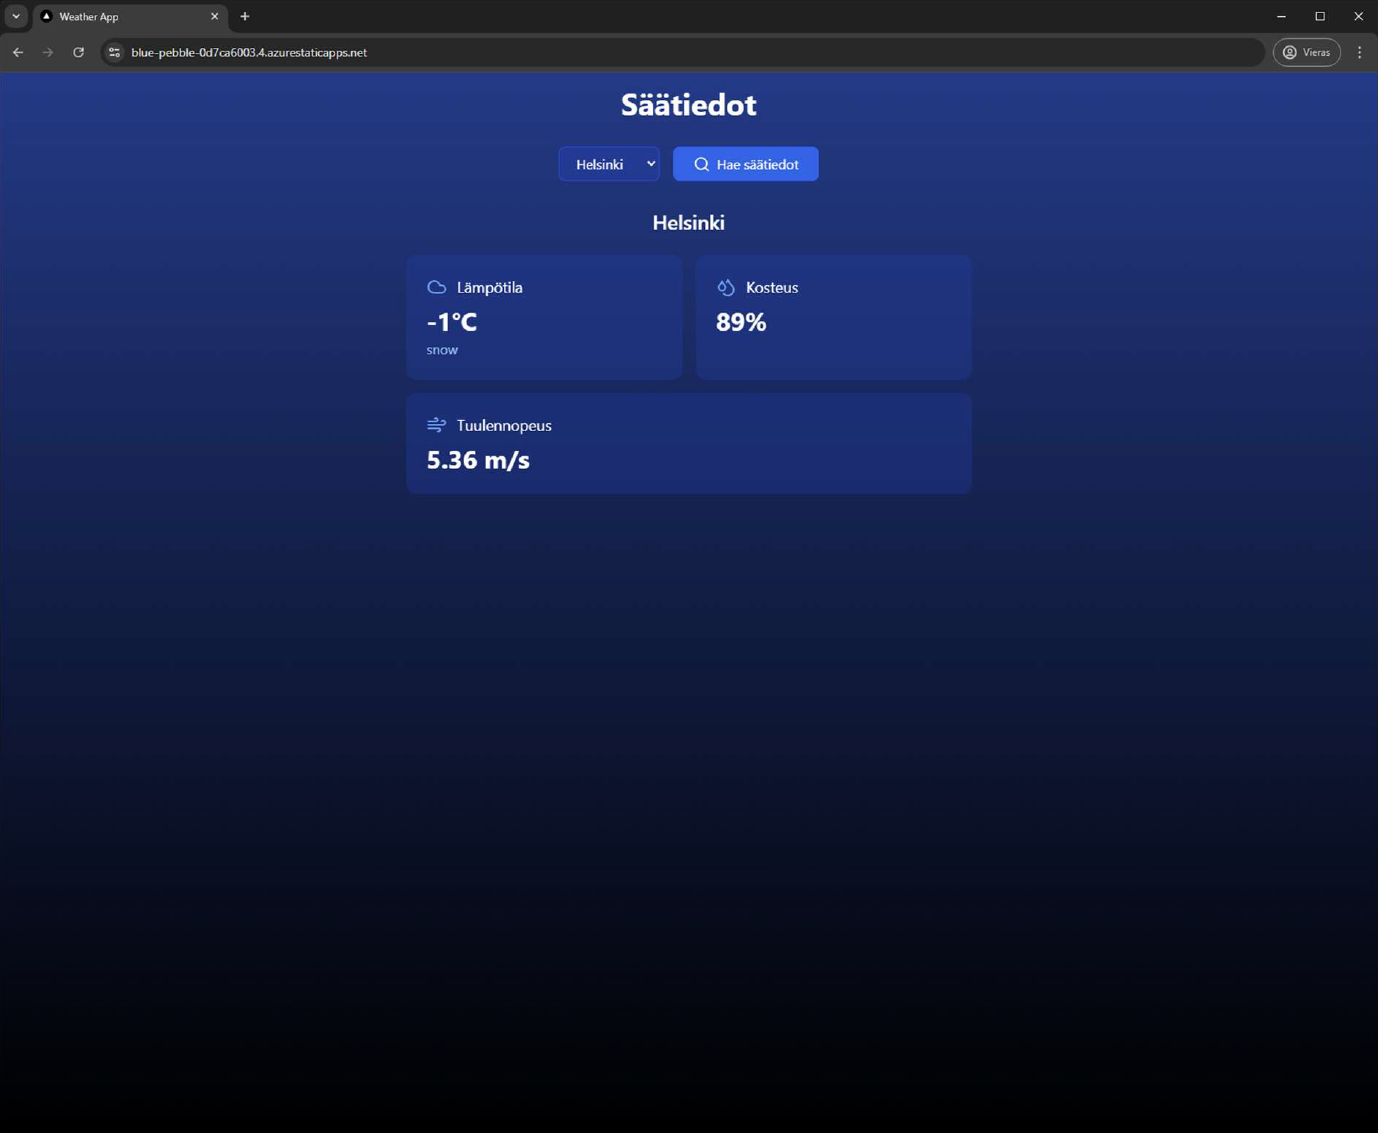 Weather App
blue-pebble-0d7ca6003.4.azurestaticapps.net
Vieras
Säätiedot
Helsinki
Hae säätiedot
Helsinki
Lämpötila
-1°C
snow
Kosteus
89%
Tuulennopeus
5.36 m/s